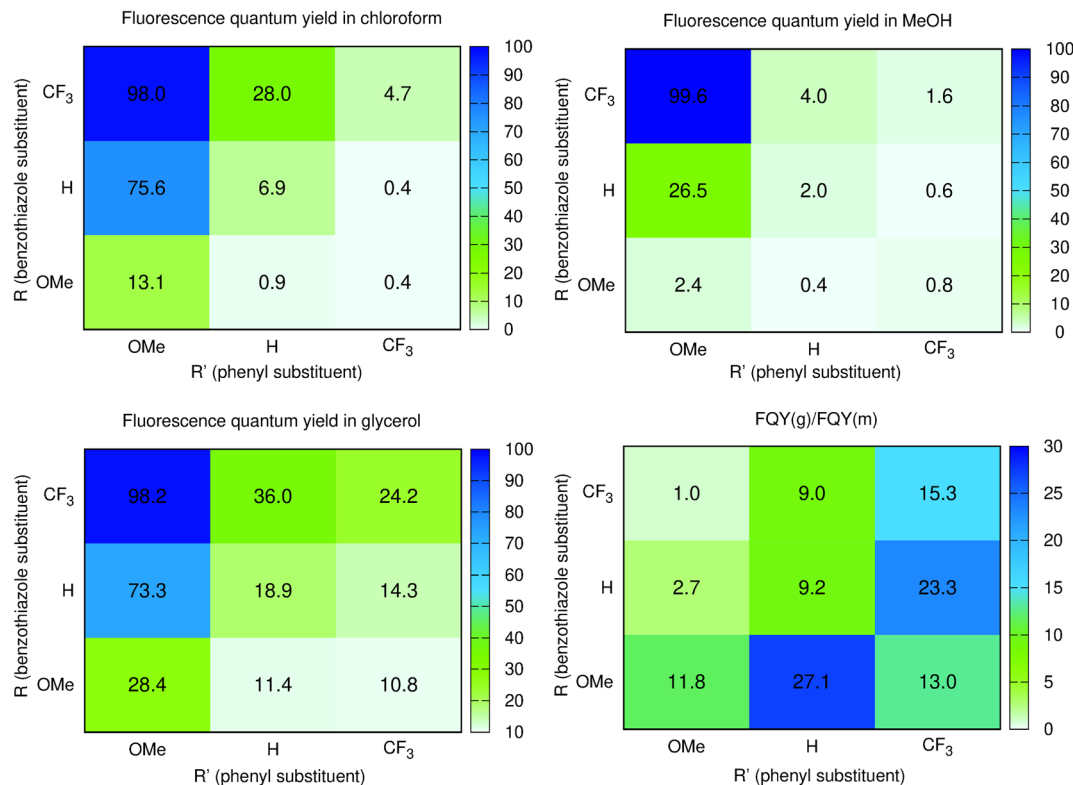 Fluorescence quantum yield in chloroform
R (benzothiazole substituent)
CF3
H
OMe
98.0 28.0 4.7
75.6 6.9 0.4
13.1 0.9 0.4
OMe H CF3
R' (phenyl substituent)
100
90
80
70
60
50
40
30
20
10
0
Fluorescence quantum yield in MeOH
R (benzothiazole substituent)
CF3
H
OMe
99.6 4.0 1.6
26.5 2.0 0.6
2.4 0.4 0.8
OMe H CF3
R' (phenyl substituent)
100
90
80
70
60
50
40
30
20
10
0
Fluorescence quantum yield in glycerol
R (benzothiazole substituent)
CF3
H
OMe
98.2 36.0 24.2
73.3 18.9 14.3
28.4 11.4 10.8
OMe H CF3
R' (phenyl substituent)
100
90
80
70
60
50
40
30
20
10
FQY(g)/FQY(m)
R (benzothiazole substituent)
CF3
H
OMe
1.0 9.0 15.3
2.7 9.2 23.3
11.8 27.1 13.0
OMe H CF3
R' (phenyl substituent)
30
25
20
15
10
5
0